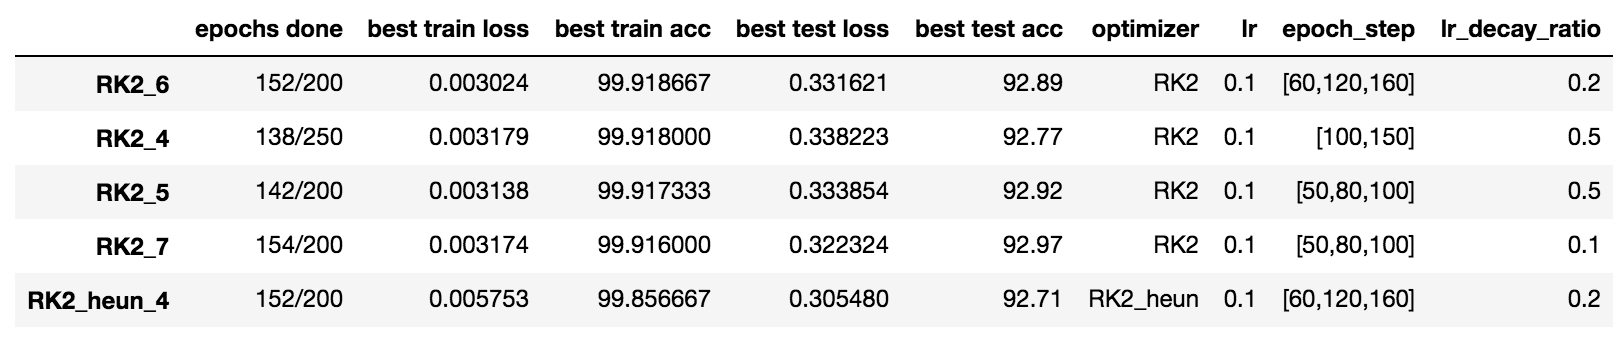 epochs done best train loss best train acc best test loss best test acc optimizer lr epoch_step lr_decay_ratio
RK2_6 152/200 0.003024 99.918667 0.331621 92.89 RK2 0.1 [60,120,160] 0.2
RK2_4 138/250 0.003179 99.918000 0.338223 92.77 RK2 0.1 [100,150] 0.5
RK2_5 142/200 0.003138 99.917333 0.333854 92.92 RK2 0.1 [50,80,100] 0.5
RK2_7 154/200 0.003174 99.916000 0.322324 92.97 RK2 0.1 [50,80,100] 0.1
RK2_heun_4 152/200 0.005753 99.856667 0.305480 92.71 RK2_heun 0.1 [60,120,160] 0.2